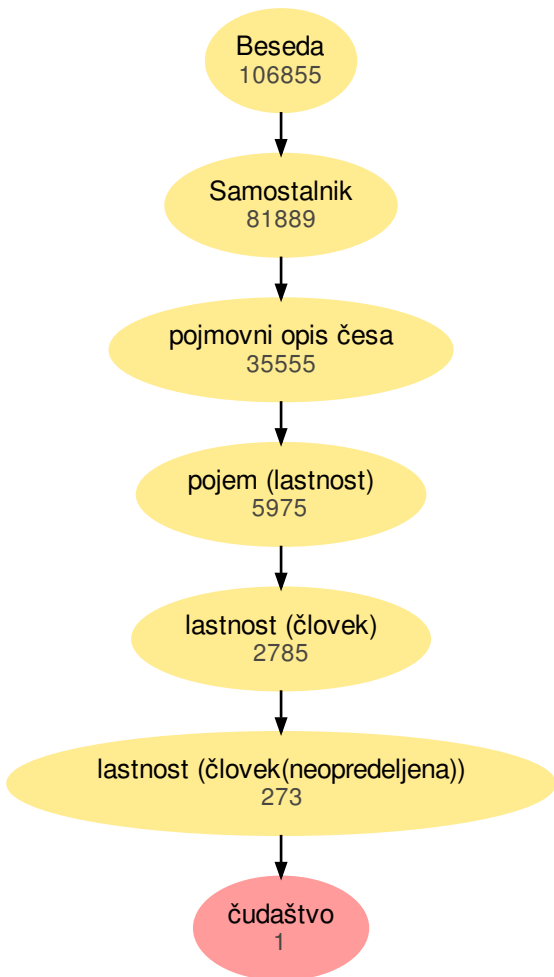 Beseda
106855
Samostalnik
81889
pojmovni opis česa
35555
pojem (lastnost)
5975
lastnost (človek)
2785
lastnost (človek(neopredeljena))
273
čudaštvo
1